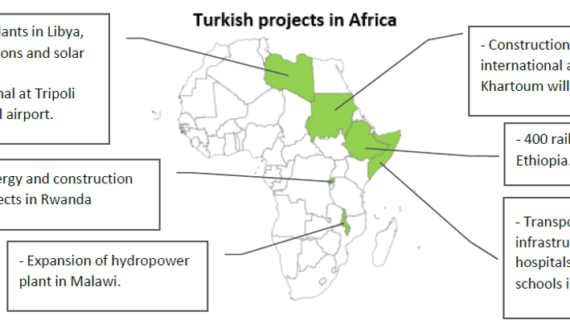 Turkish projects in Africa
lants in Libya,
ons and solar
nal at Tripoli
airport.
ergy and construction
ects in Rwanda
- Expansion of hydropower
plant in Malawi.
- Construction
international a
Khartoum will
- 400 rail
Ethiopia.
- Transpo
infrastru
hospitals
schools i